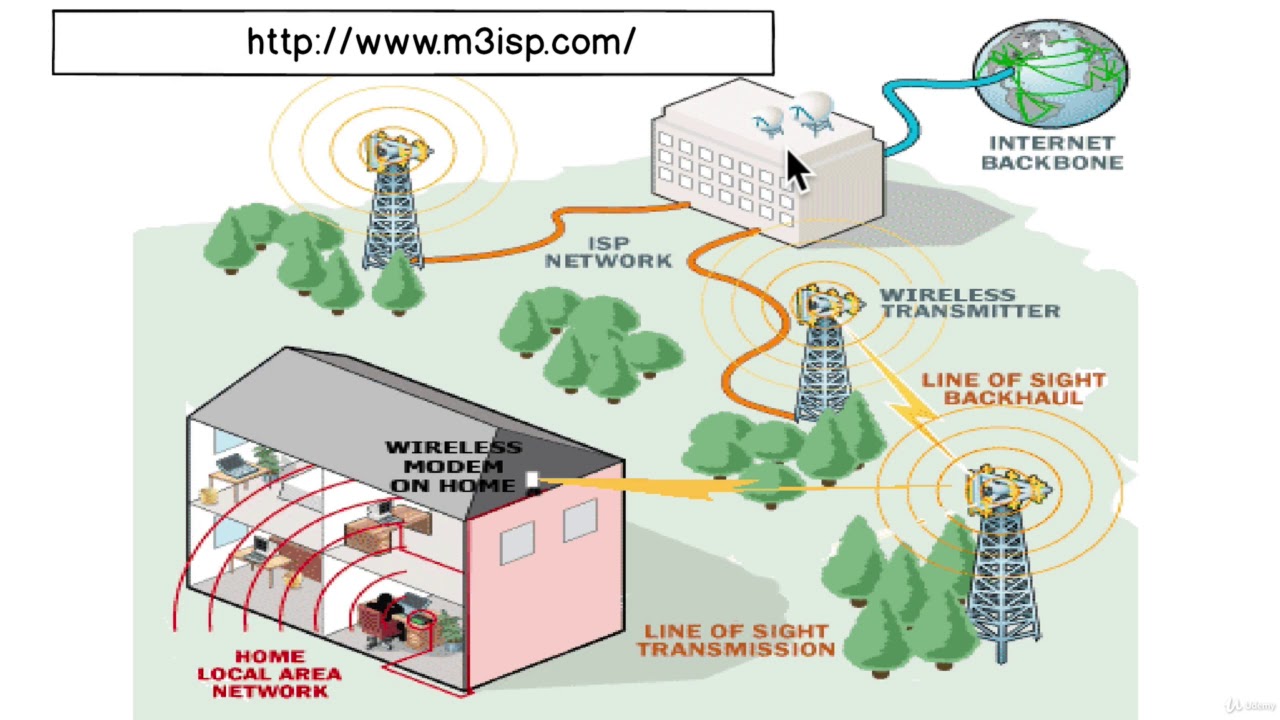 http://www.m3isp.com/
INTERNET
BACKBONE
ISP
NETWORK
WIRELESS
TRANSMITTER
LINE OF SIGHT
BACKHAUL
WIRELESS
MODEM
ON HOME
LINE OF SIGHT
TRANSMISSION
HOME
LOCAL AREA
NETWORK
Udemy